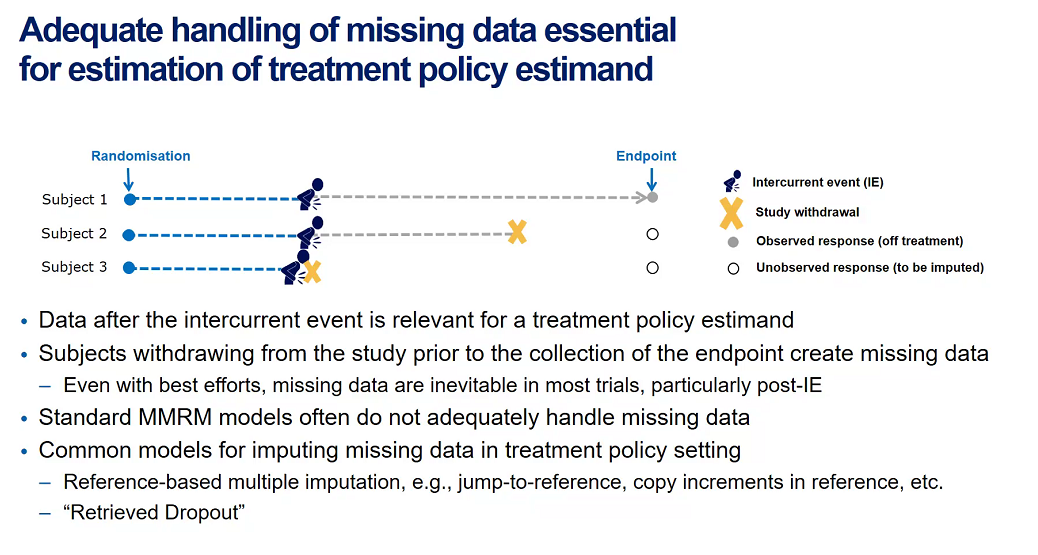 Adequate handling of missing data essential
for estimation of treatment policy estimand
Randomisation
Endpoint
Subject 1
Subject 2
Subject 3
Intercurrent event (IE)
Study withdrawal
Observed response (off treatment)
Unobserved response (to be imputed)
• Data after the intercurrent event is relevant for a treatment policy estimand
• Subjects withdrawing from the study prior to the collection of the endpoint create missing data
– Even with best efforts, missing data are inevitable in most trials, particularly post-IE
• Standard MMRM models often do not adequately handle missing data
• Common models for imputing missing data in treatment policy setting
– Reference-based multiple imputation, e.g., jump-to-reference, copy increments in reference, etc.
– “Retrieved Dropout”